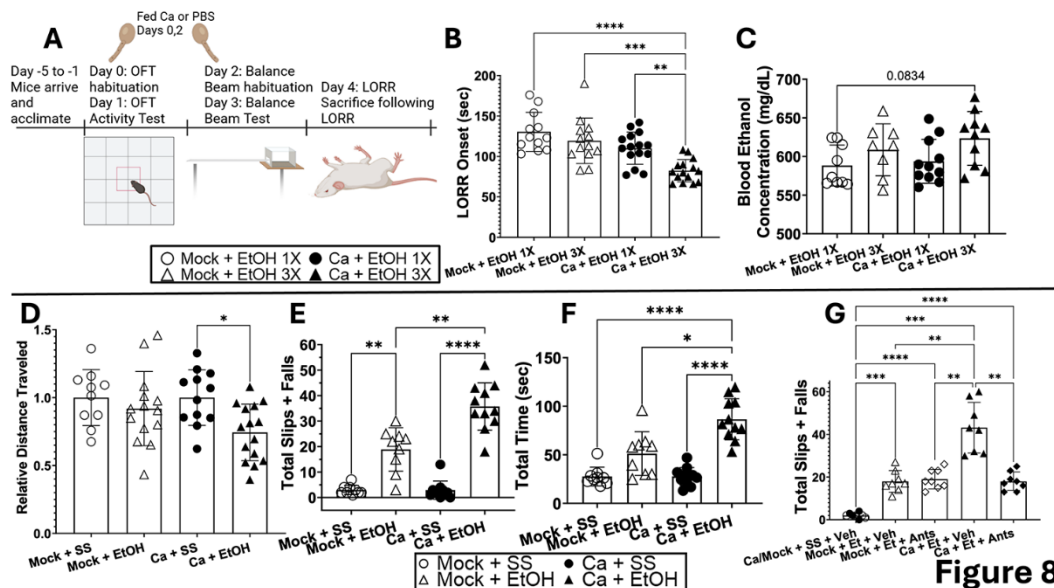 A
Fed Ca or PBS
Days 0,2
Day -5 to -1
Mice arrive
and
acclimate
Day 0: OFT
habituation
Day 1: OFT
Activity Test
Day 2: Balance
Beam habituation
Day 3: Balance
Beam Test
Day 4: LORR
Sacrifice following
LORR
Mock + EtOH 1X
Mock + EtOH 3X
Ca + EtOH 1X
Ca + EtOH 3X
B
****
***
**
LORR Onset (sec)
200
150
100
50
0
Mock + EtOH 1X
Mock + EtOH 3X
Ca + EtOH 1X
Ca + EtOH 3X
C
0.0834
Blood Ethanol
Concentration (mg/dL)
700
650
600
550
500
Mock + EtOH 1X
Mock + EtOH 3X
Ca + EtOH 1X
Ca + EtOH 3X
D
*
Relative Distance Traveled
1.5
1.0
0.5
0.0
Mock + SS
Mock + EtOH
Ca + SS
Ca + EtOH
E
**
**
****
Total Slips + Falls
60
50
40
30
20
10
0
Mock + SS
Mock + EtOH
Ca + SS
Ca + EtOH
F
****
*
****
Total Time (sec)
150
100
50
0
Mock + SS
Mock + EtOH
Ca + SS
Ca + EtOH
Mock + SS
Mock + EtOH
Ca + SS
Ca + EtOH
G
****
***
**
****
***
**
**
Total Slips + Falls
60
40
20
0
Ca/Mock + SS + Veh
Mock + Et + Veh
Mock + Et + Ants
Ca + Et + Veh
Ca + Et + Ants
Figure 8